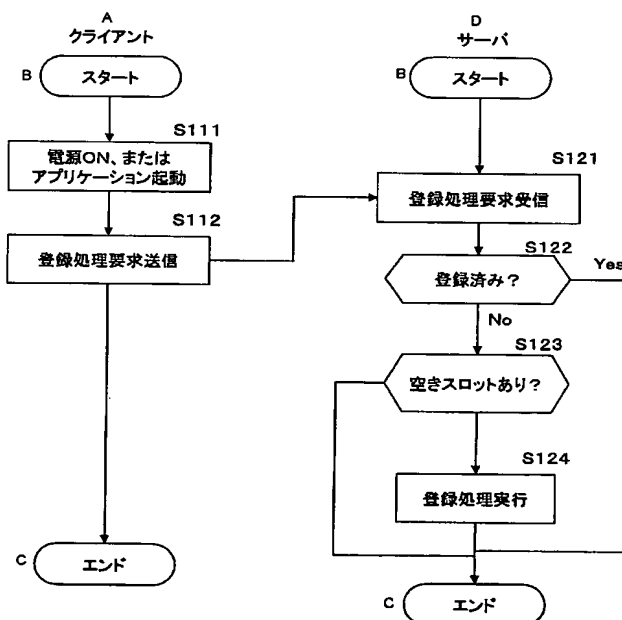 A
クライアント
B
スタート
S111
電源ON、または
アプリケーション起動
S112
登録処理要求送信
C
エンド
D
サーバ
B
スタート
S121
登録処理要求受信
S122
登録済み?
Yes
No
S123
空きスロットあり?
S124
登録処理実行
C
エンド